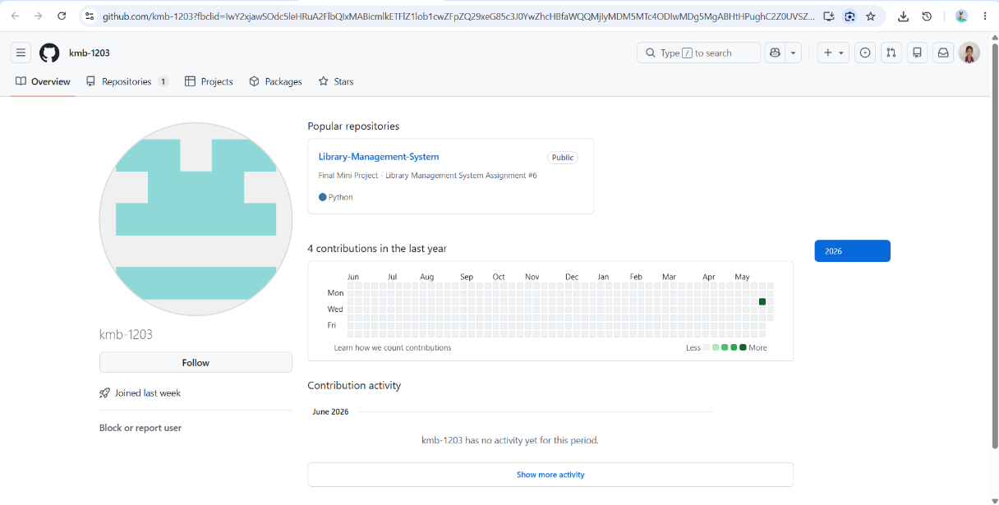 github.com/kmb-1203?fbclid=IwY2xjawSOdc5leHRuA2FlbQIxMABicmlkETFlZ1lob1cwZFpZQ29xeG85c3J0YwZhcHBfaWQQMjIyMDM5MTc4ODIwMDg5MgABHtHPughC2Z0UVSZ...
kmb-1203
Type / to search
Overview
Repositories 1
Projects
Packages
Stars
Popular repositories
Library-Management-System
Public
Final Mini Project - Library Management System Assignment #6
Python
4 contributions in the last year
2026
Jun Jul Aug Sep Oct Nov Dec Jan Feb Mar Apr May
Mon
Wed
Fri
Learn how we count contributions
Less More
kmb-1203
Follow
Joined last week
Block or report user
Contribution activity
June 2026
kmb-1203 has no activity yet for this period.
Show more activity